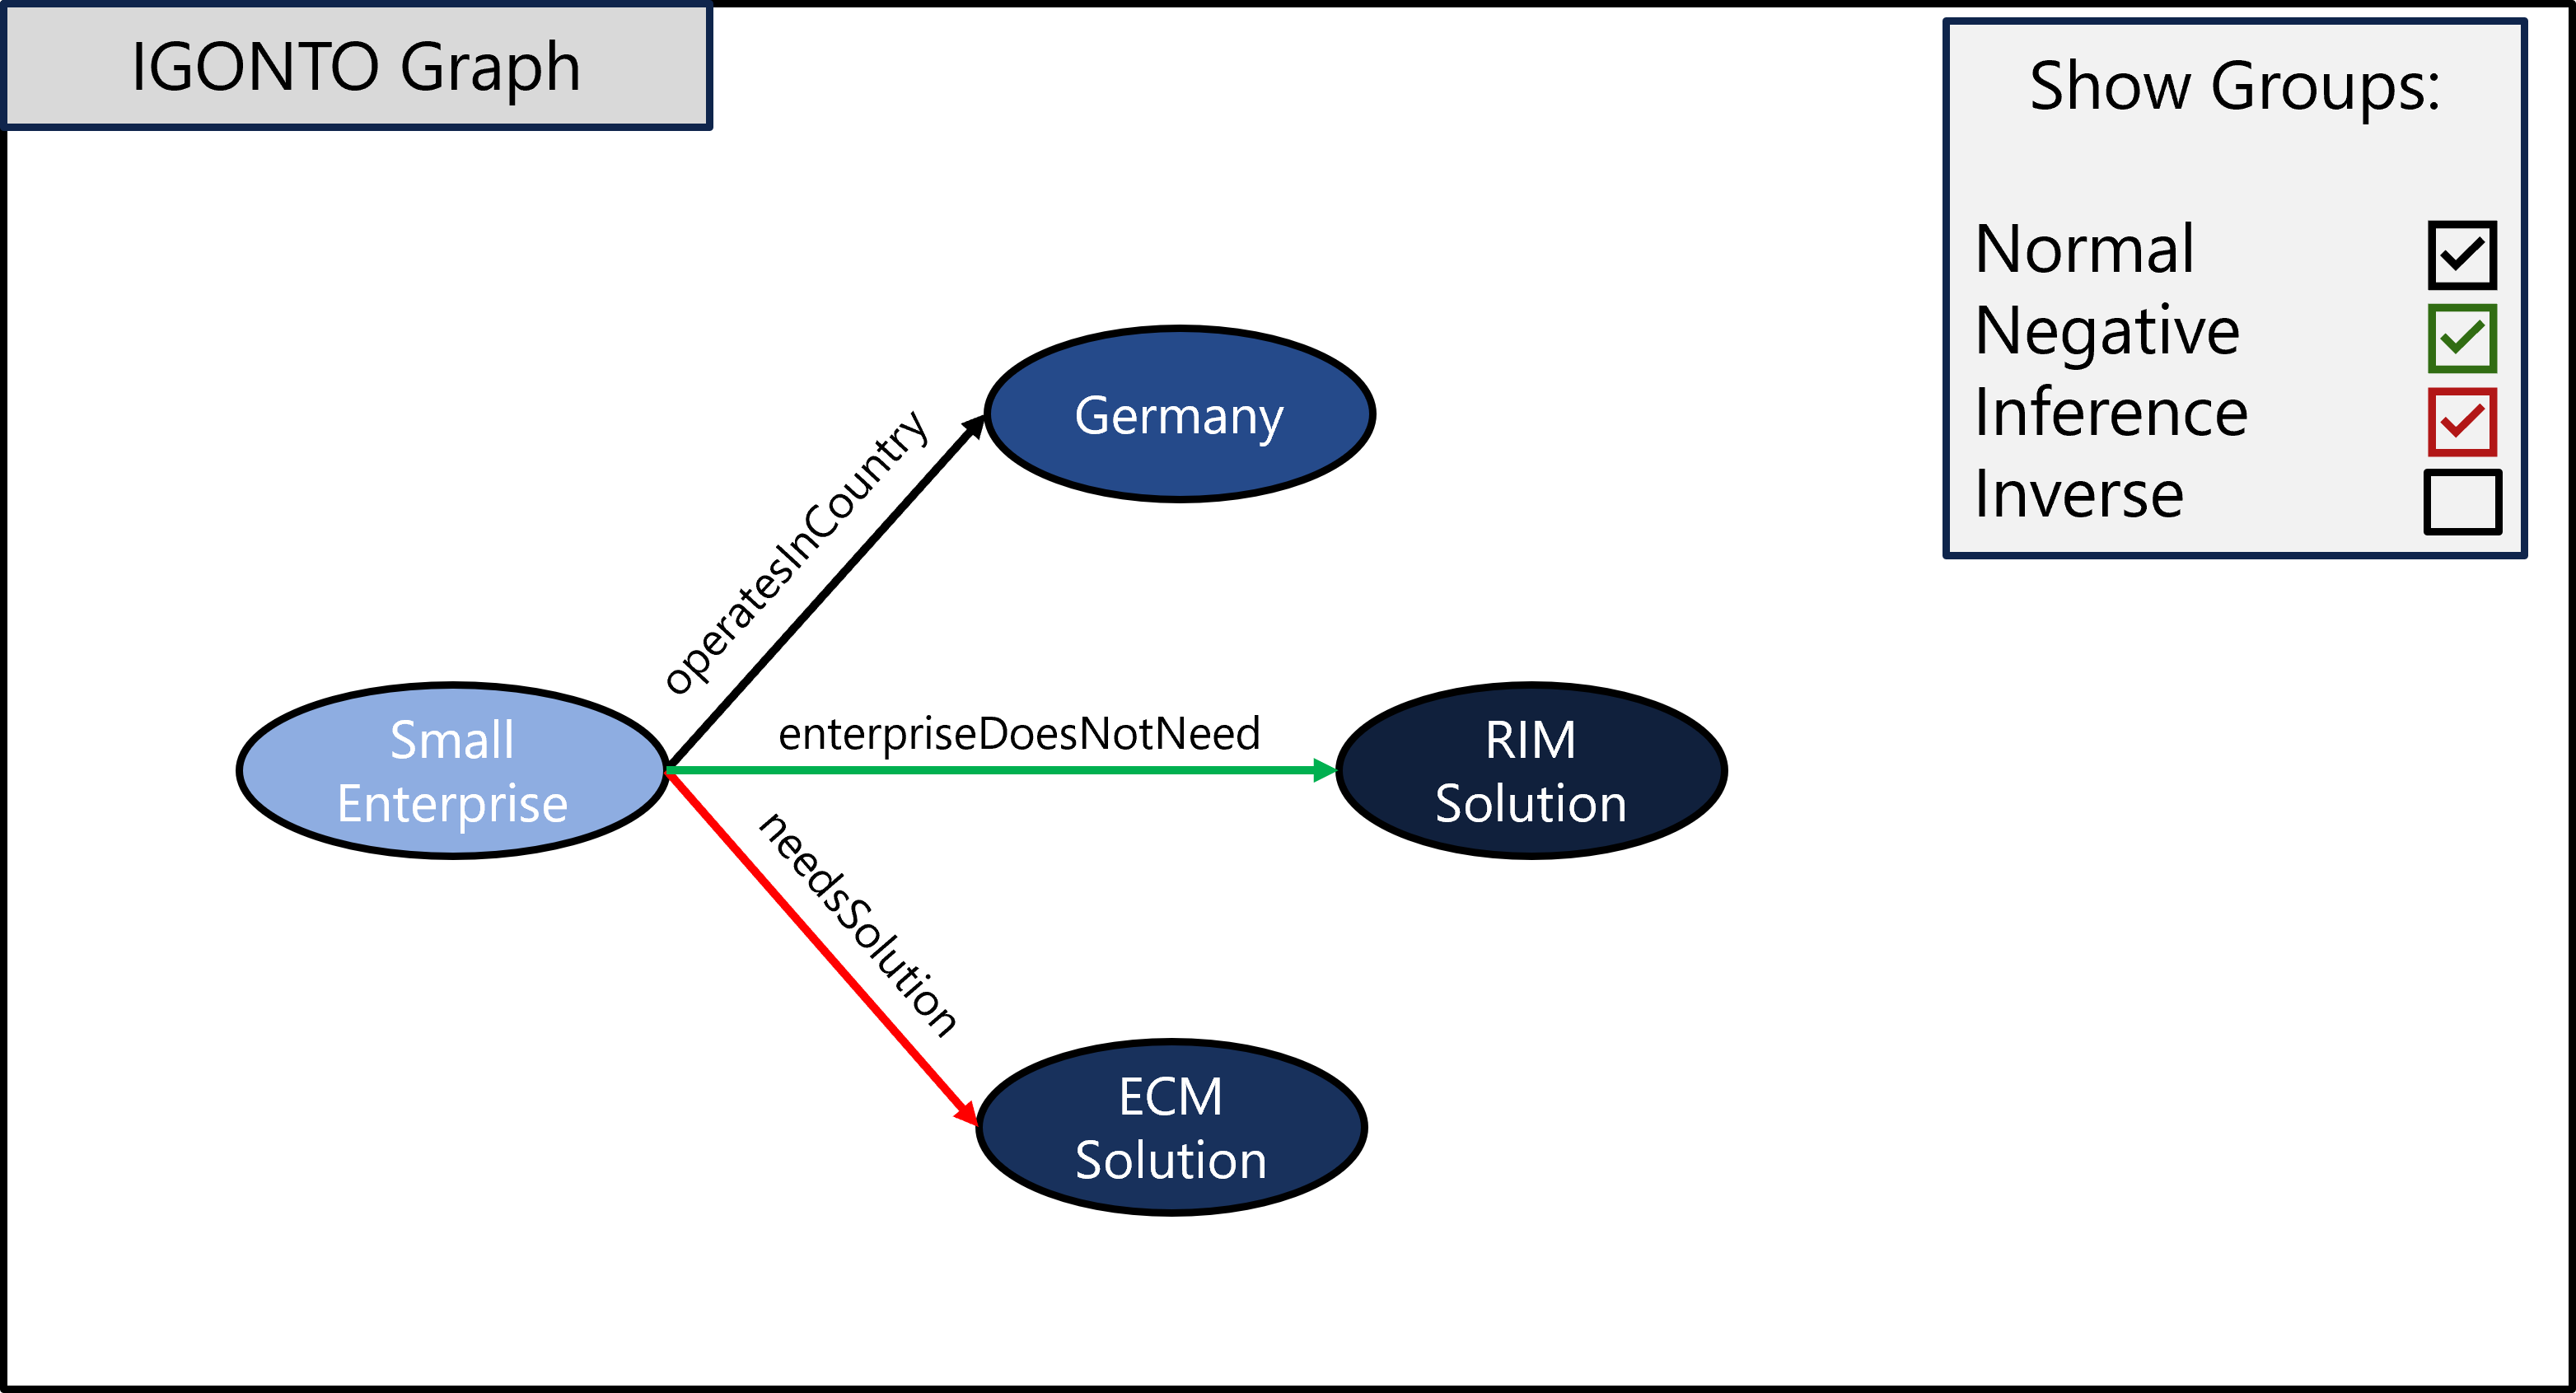 IGONTO Graph
Show Groups:
Normal
Negative
Inference
Inverse
Germany
operatesInCountry
Small
Enterprise
enterpriseDoesNotNeed
RIM
Solution
needsSolution
ECM
Solution